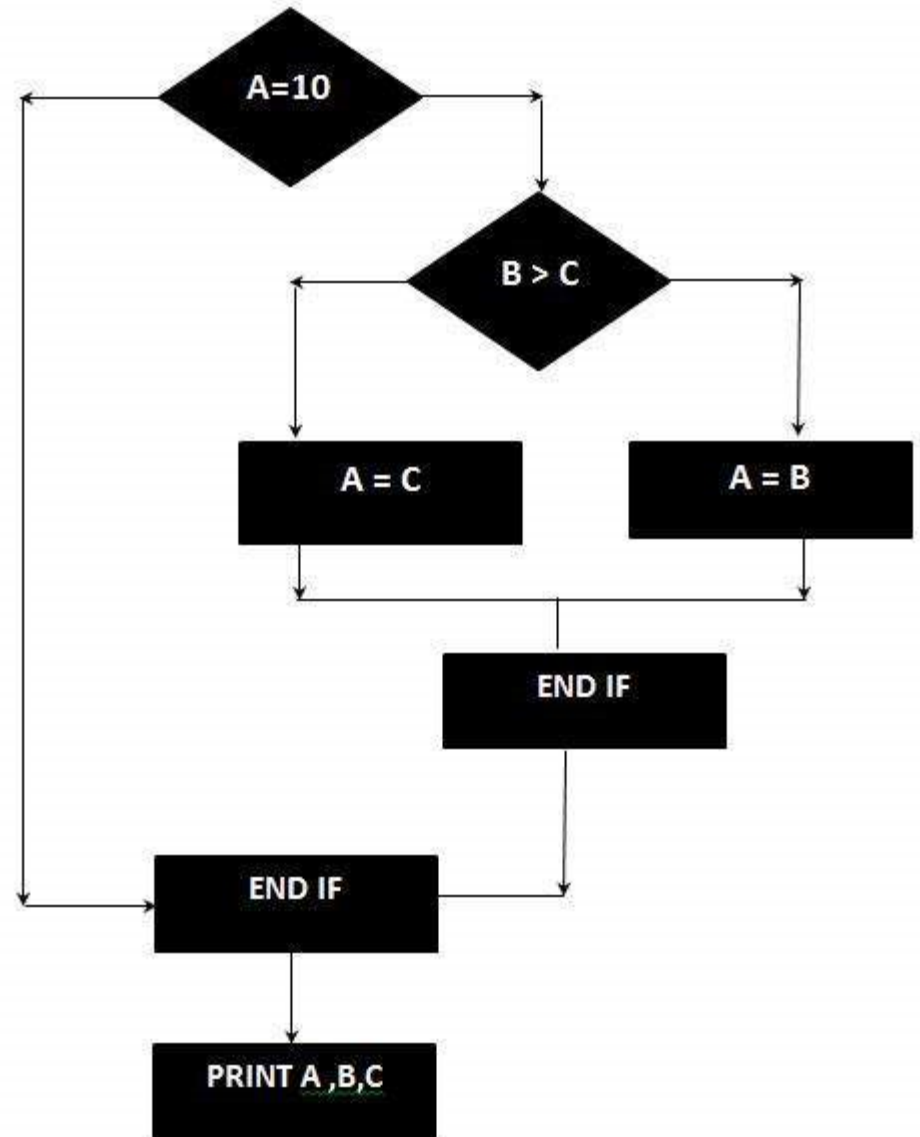 A=10
B > C
A = C
A = B
END IF
END IF
PRINT A ,B,C